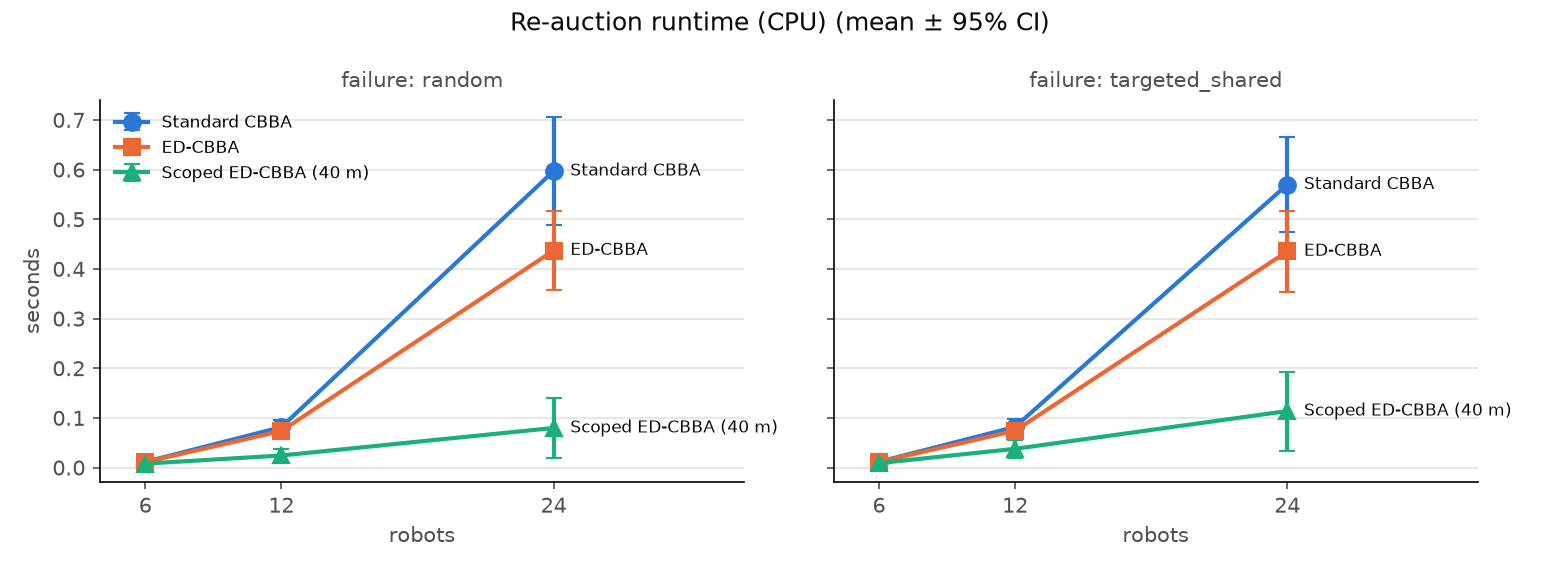 Re-auction runtime (CPU) (mean ± 95% CI)
failure: random
failure: targeted_shared
Standard CBBA
ED-CBBA
Scoped ED-CBBA (40 m)
seconds
0.7
0.6
0.5
0.4
0.3
0.2
0.1
0.0
Standard CBBA
ED-CBBA
Scoped ED-CBBA (40 m)
6
12
24
robots
Standard CBBA
ED-CBBA
Scoped ED-CBBA (40 m)
6
12
24
robots